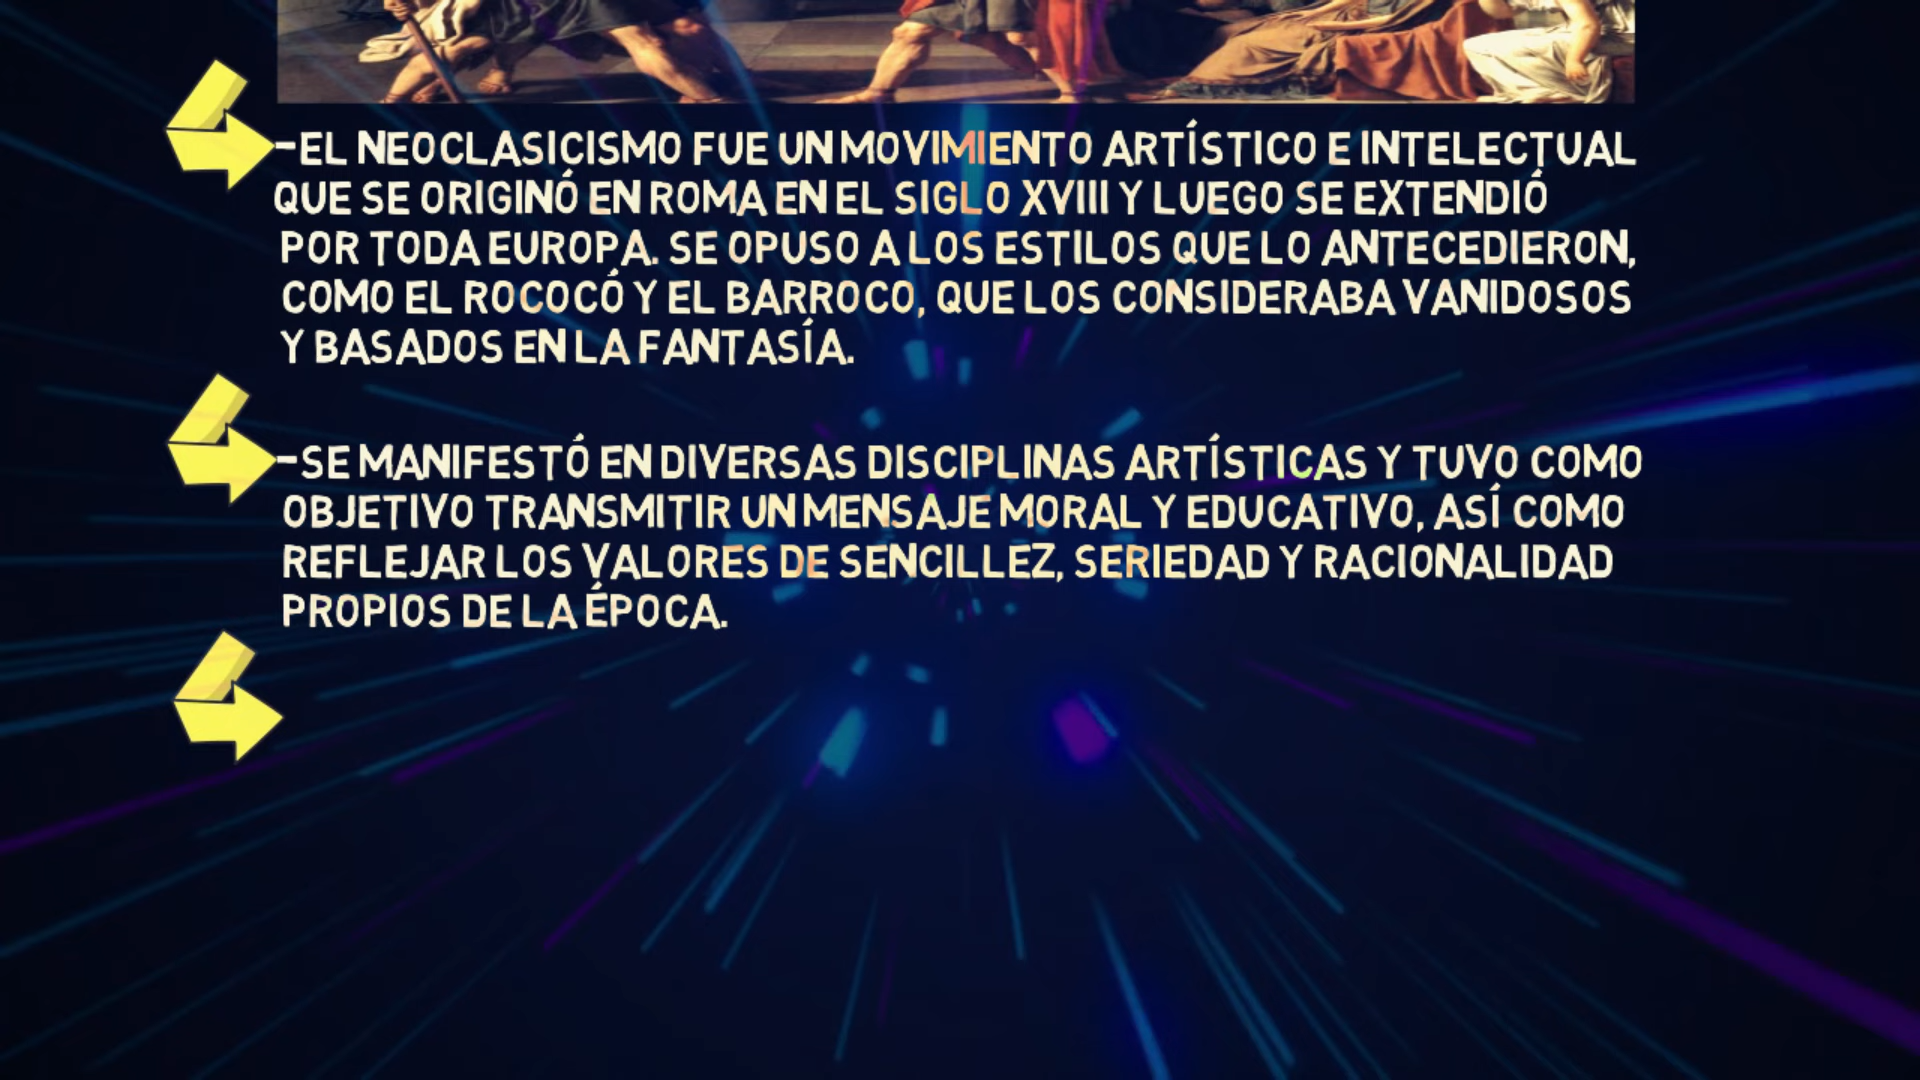 -EL NEOCLASICISMO FUE UN MOVIMIENTO ARTÍSTICO E INTELECTUAL
QUE SE ORIGINÓ EN ROMA EN EL SIGLO XVIII Y LUEGO SE EXTENDIÓ
POR TODA EUROPA. SE OPUSO A LOS ESTILOS QUE LO ANTECEDIERON,
COMO EL ROCOCÓ Y EL BARROCO, QUE LOS CONSIDERABA VANIDOSOS
Y BASADOS EN LA FANTASÍA.
-SE MANIFESTÓ EN DIVERSAS DISCIPLINAS ARTÍSTICAS Y TUVO COMO
OBJETIVO TRANSMITIR UN MENSAJE MORAL Y EDUCATIVO, ASÍ COMO
REFLEJAR LOS VALORES DE SENCILLEZ, SERIEDAD Y RACIONALIDAD
PROPIOS DE LA ÉPOCA.